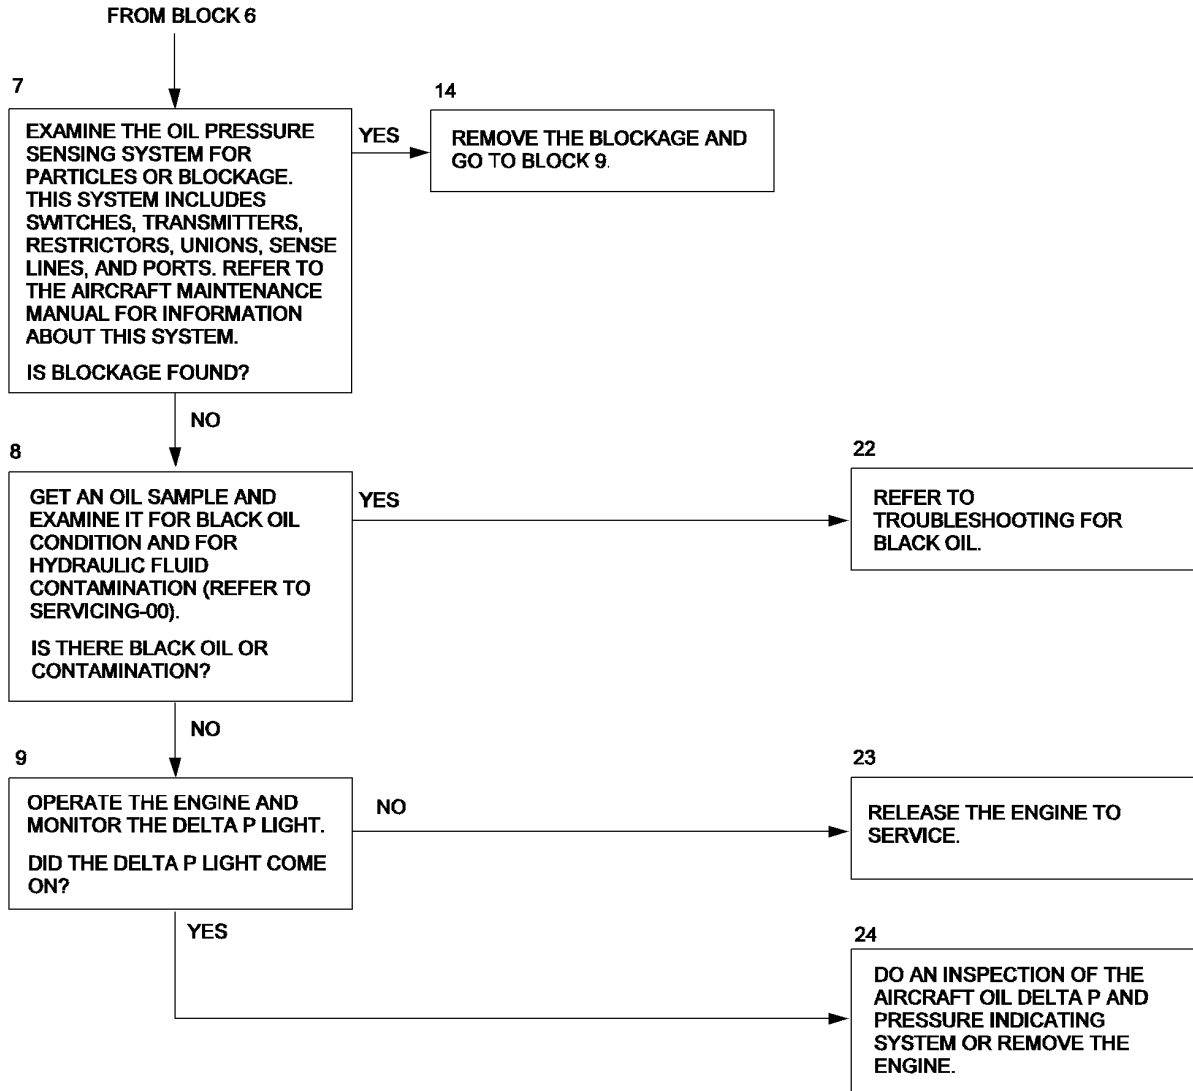 FROM BLOCK 6
7
EXAMINE THE OIL PRESSURE
SENSING SYSTEM FOR
PARTICLES OR BLOCKAGE.
THIS SYSTEM INCLUDES
SWITCHES, TRANSMITTERS,
RESTRICTORS, UNIONS, SENSE
LINES, AND PORTS. REFER TO
THE AIRCRAFT MAINTENANCE
MANUAL FOR INFORMATION
ABOUT THIS SYSTEM.
IS BLOCKAGE FOUND?
YES
14
REMOVE THE BLOCKAGE AND
GO TO BLOCK 9.
NO
8
GET AN OIL SAMPLE AND
EXAMINE IT FOR BLACK OIL
CONDITION AND FOR
HYDRAULIC FLUID
CONTAMINATION (REFER TO
SERVICING-00).
IS THERE BLACK OIL OR
CONTAMINATION?
YES
22
REFER TO
TROUBLESHOOTING FOR
BLACK OIL.
NO
9
OPERATE THE ENGINE AND
MONITOR THE DELTA P LIGHT.
DID THE DELTA P LIGHT COME
ON?
NO
23
RELEASE THE ENGINE TO
SERVICE.
YES
24
DO AN INSPECTION OF THE
AIRCRAFT OIL DELTA P AND
PRESSURE INDICATING
SYSTEM OR REMOVE THE
ENGINE.